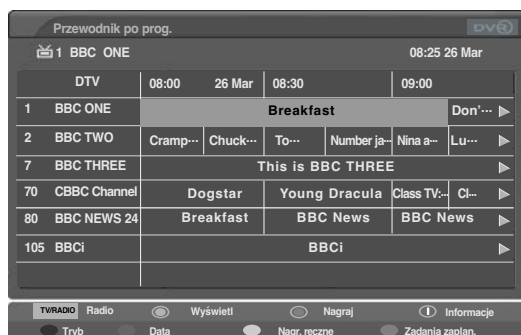 Przewodnik po prog. DVR
1 BBC ONE 08:25 26 Mar
DTV 08:00 26 Mar 08:30 09:00
1 BBC ONE Breakfast Don'···
2 BBC TWO Cramp··· Chuck··· To··· Number ja··· Nina a··· Lu···
7 BBC THREE This is BBC THREE
70 CBBC Channel Dogstar Young Dracula Class TV:··· Cl···
80 BBC NEWS 24 Breakfast BBC News BBC News
105 BBCi BBCi
TV/RADIO Radio Wyświetl Nagraj Informacje
Tryb Data Nagr. ręczne Zadania zaplan.